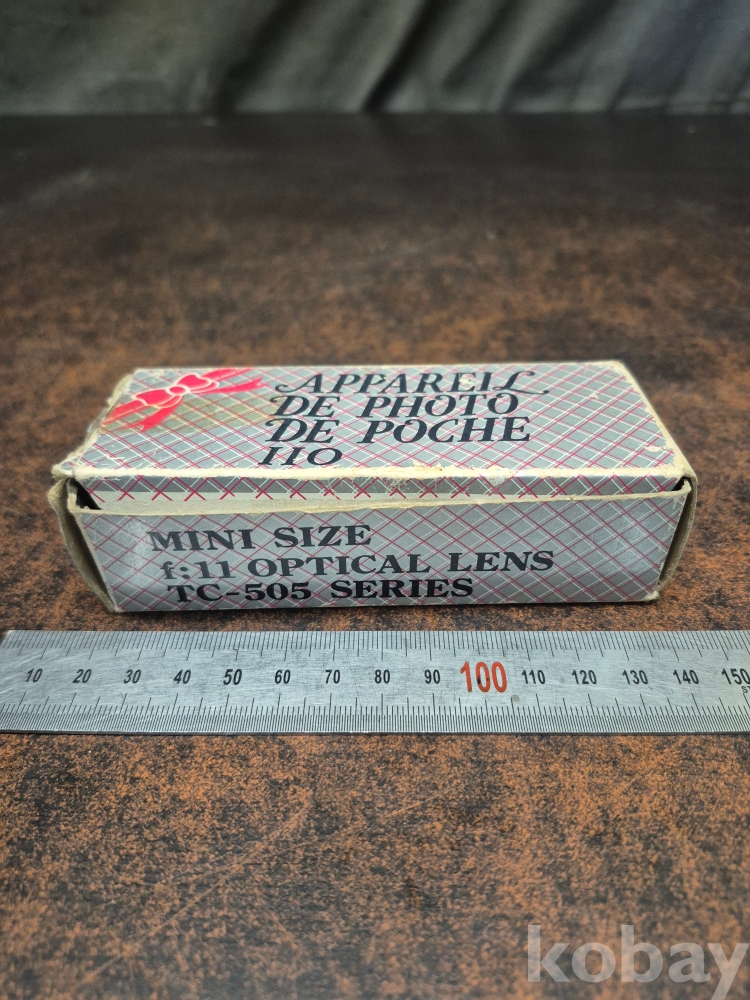 APPAREIL
DE PHOTO
DE POCHE
110
MINI SIZE
f:11 OPTICAL LENS
TC-505 SERIES
10 20 30 40 50 60 70 80 90 100 110 120 130 140 150
kobay